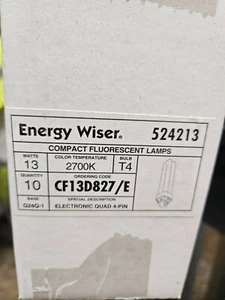 Energy Wiser® 524213
COMPACT FLUORESCENT LAMPS
WATTS COLOR TEMPERATURE BULB
13 2700K T4
QUANTITY ORDERING CODE
10 CF13D827/E
BASE SPECIAL DESCRIPTION
G24Q-1 ELECTRONIC QUAD 4-PIN